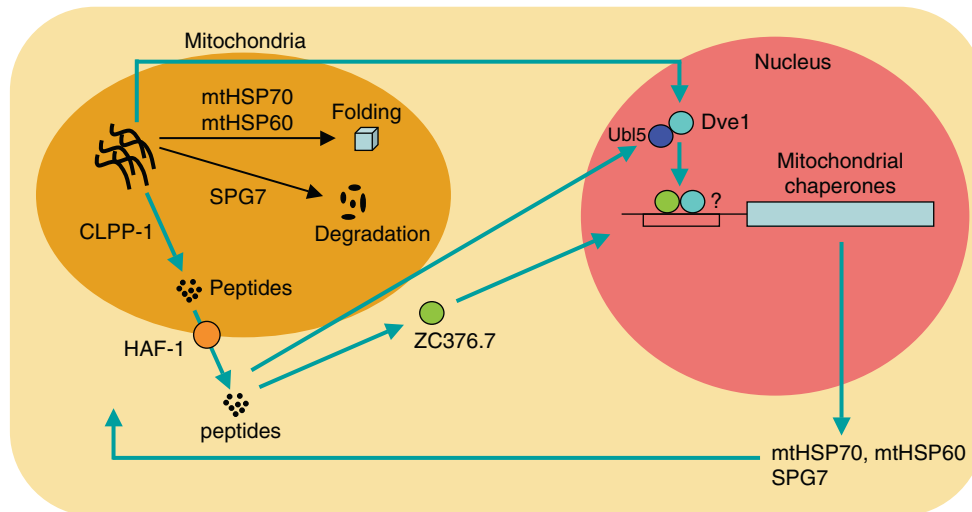 Mitochondria
Nucleus
mtHSP70
mtHSP60
Folding
Ubl5
Dve1
SPG7
Mitochondrial
chaperones
?
CLPP-1
Degradation
Peptides
HAF-1
ZC376.7
peptides
mtHSP70, mtHSP60
SPG7